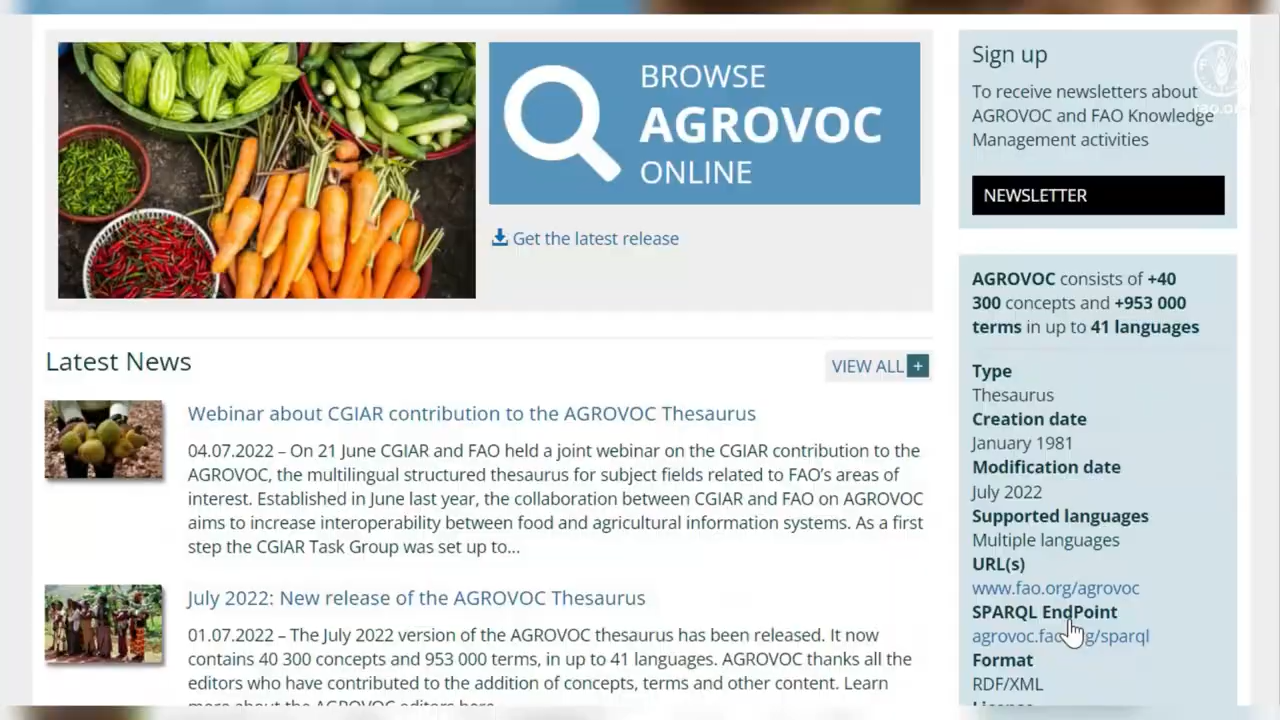 BROWSE
AGROVOC
ONLINE
Get the latest release
Latest News
VIEW ALL +
Webinar about CGIAR contribution to the AGROVOC Thesaurus
04.07.2022 – On 21 June CGIAR and FAO held a joint webinar on the CGIAR contribution to the
AGROVOC, the multilingual structured thesaurus for subject fields related to FAO's areas of
interest. Established in June last year, the collaboration between CGIAR and FAO on AGROVOC
aims to increase interoperability between food and agricultural information systems. As a first
step the CGIAR Task Group was set up to...
July 2022: New release of the AGROVOC Thesaurus
01.07.2022 – The July 2022 version of the AGROVOC thesaurus has been released. It now
contains 40 300 concepts and 953 000 terms, in up to 41 languages. AGROVOC thanks all the
editors who have contributed to the addition of concepts, terms and other content. Learn
more about the AGROVOC editors here
Sign up
To receive newsletters about
AGROVOC and FAO Knowledge
Management activities
NEWSLETTER
AGROVOC consists of +40
300 concepts and +953 000
terms in up to 41 languages
Type
Thesaurus
Creation date
January 1981
Modification date
July 2022
Supported languages
Multiple languages
URL(s)
www.fao.org/agrovoc
SPARQL EndPoint
Format
RDF/XML